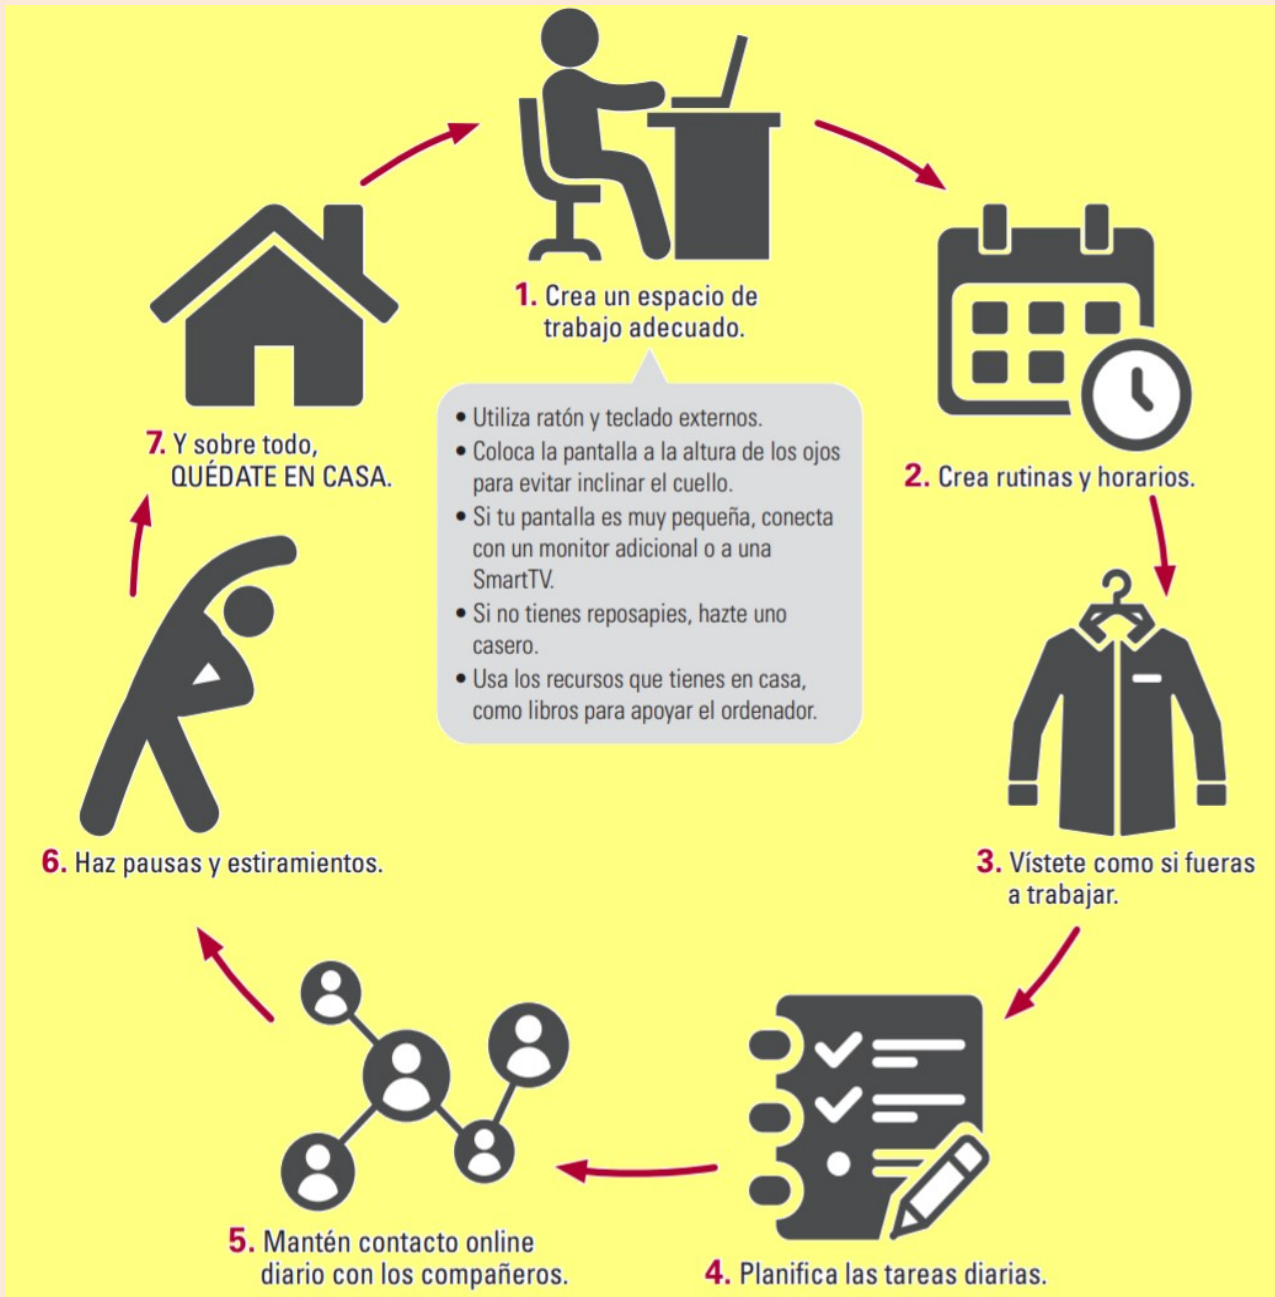 1. Crea un espacio de
trabajo adecuado.
• Utiliza ratón y teclado externos.
• Coloca la pantalla a la altura de los ojos
para evitar inclinar el cuello.
• Si tu pantalla es muy pequeña, conecta
con un monitor adicional o a una
SmartTV.
• Si no tienes reposapies, hazte uno
casero.
• Usa los recursos que tienes en casa,
como libros para apoyar el ordenador.
2. Crea rutinas y horarios.
3. Vístete como si fueras
a trabajar.
4. Planifica las tareas diarias.
5. Mantén contacto online
diario con los compañeros.
6. Haz pausas y estiramientos.
7. Y sobre todo,
QUÉDATE EN CASA.